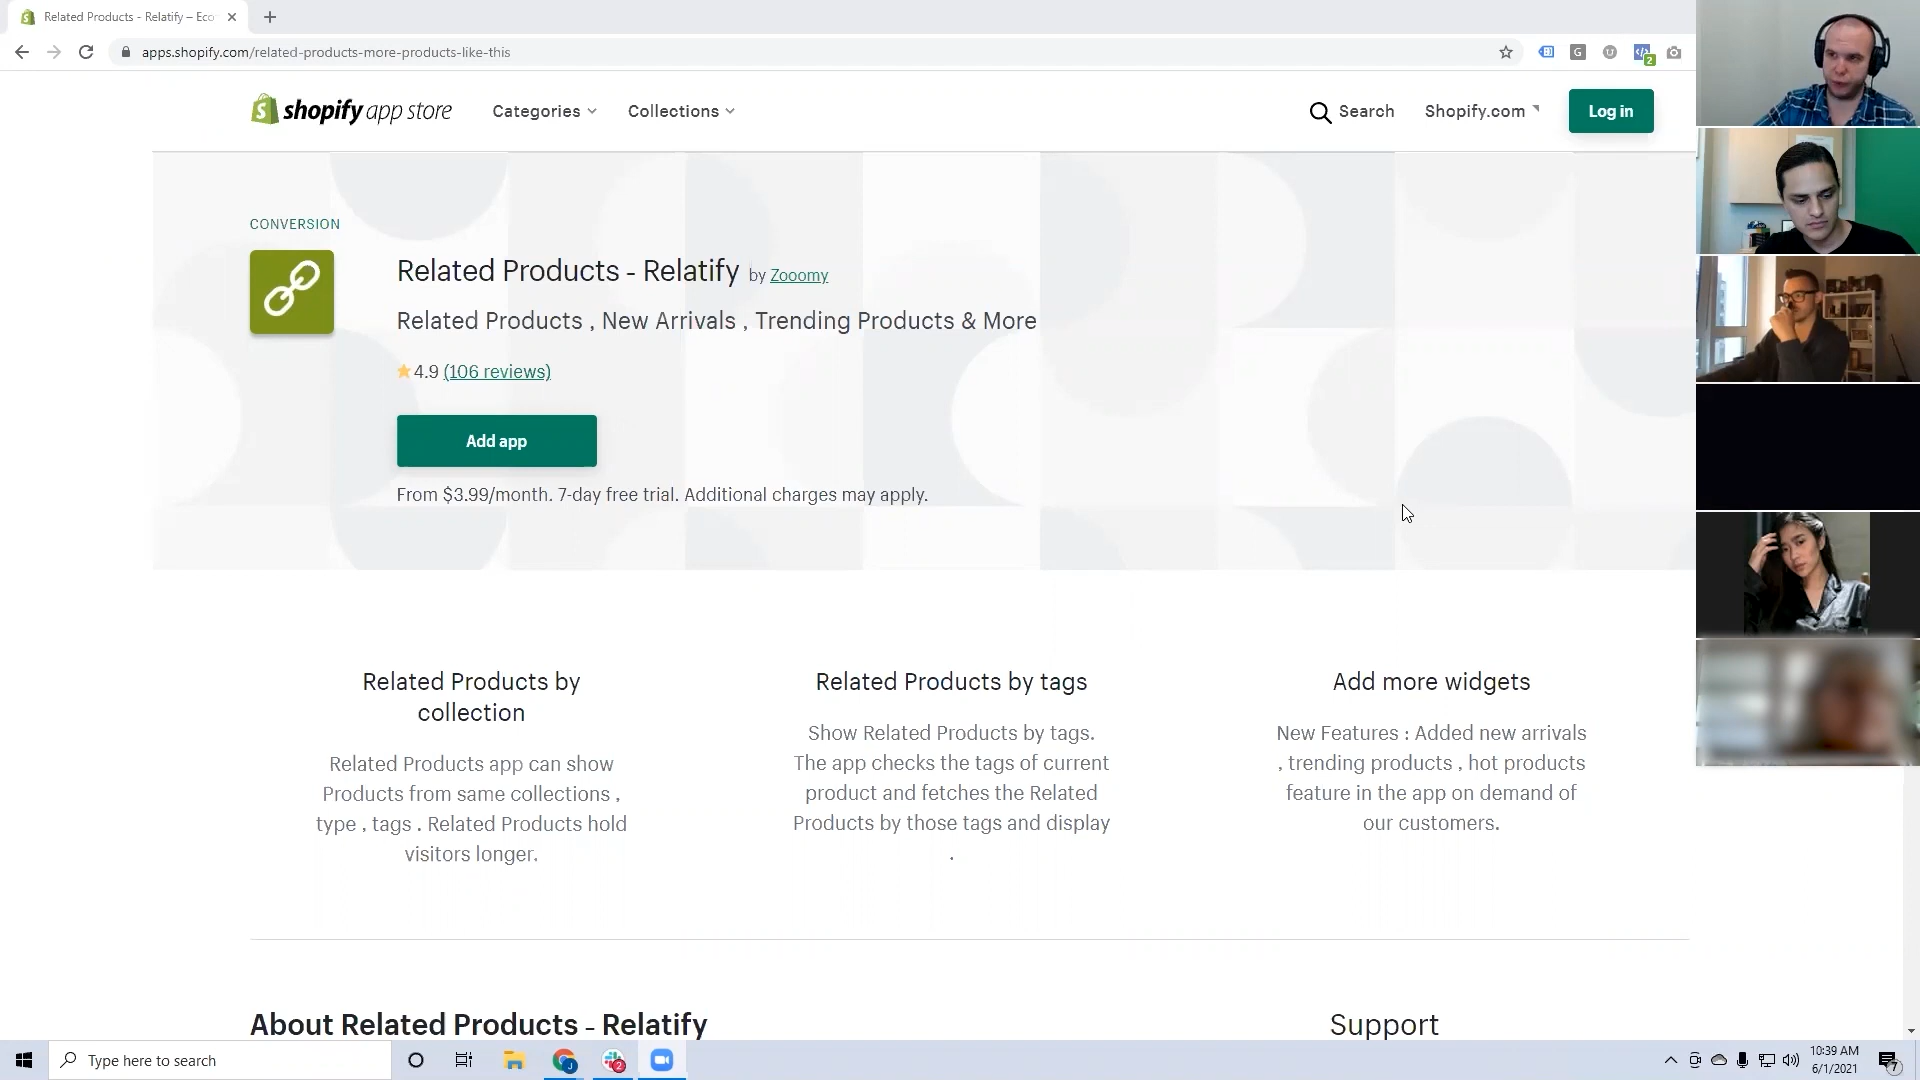 Related Products - Relatify – Eco
apps.shopify.com/related-products-more-products-like-this
G
U
2
shopify app store
Categories
Collections
Search
Shopify.com
Log in
CONVERSION
Related Products - Relatify by Zooomy
Related Products , New Arrivals , Trending Products & More
4.9 (106 reviews)
Add app
From $3.99/month. 7-day free trial. Additional charges may apply.
Related Products by
collection
Related Products app can show
Products from same collections ,
type , tags . Related Products hold
visitors longer.
Related Products by tags
Show Related Products by tags.
The app checks the tags of current
product and fetches the Related
Products by those tags and display
.
Add more widgets
New Features : Added new arrivals
, trending products , hot products
feature in the app on demand of
our customers.
About Related Products - Relatify
Support
Type here to search
J
2
10:39 AM
6/1/2021
7